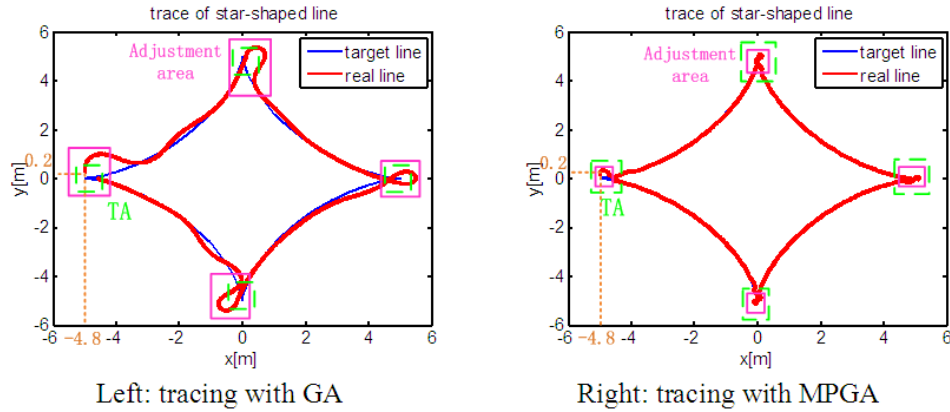 trace of star-shaped line
6
4
2
0.2
0
-2
-4
-6
y[m]
Adjustment
area
target line
real line
TA
-6
-4.8
-4
-2
0
2
4
6
x[m]
Left: tracing with GA
trace of star-shaped line
6
4
2
0.2
0
-2
-4
-6
y[m]
Adjustment
area
target line
real line
TA
-6
-4.8
-4
-2
0
2
4
6
x[m]
Right: tracing with MPGA